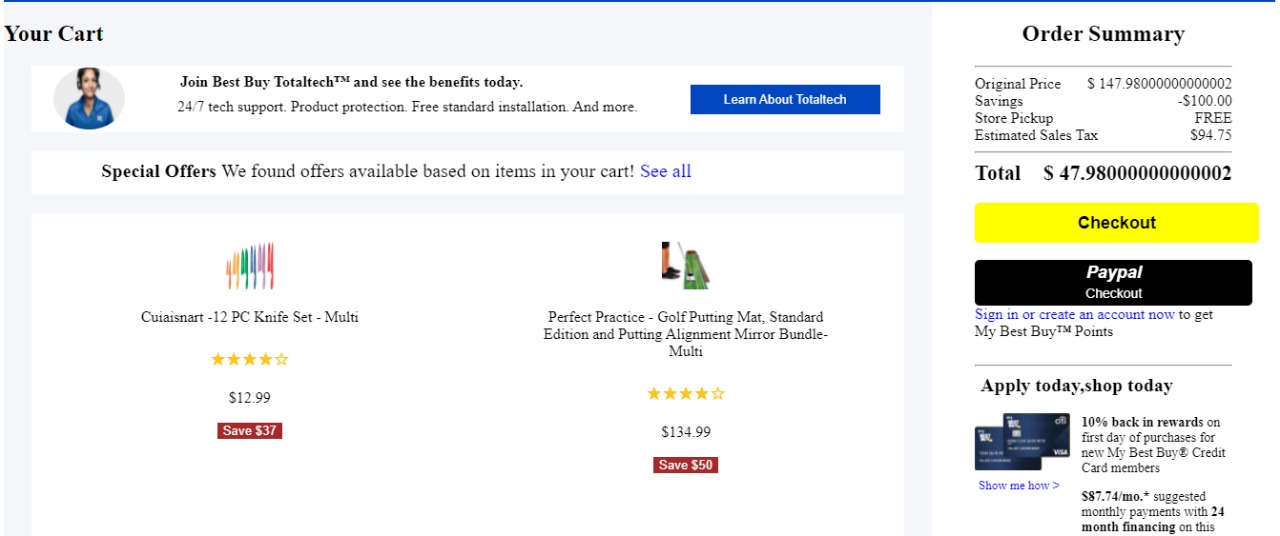 Your Cart
Join Best Buy Totaltech™ and see the benefits today.
24/7 tech support. Product protection. Free standard installation. And more.
Learn About Totaltech
Special Offers We found offers available based on items in your cart! See all
Cuiaisnart -12 PC Knife Set - Multi
$12.99
Save $37
Perfect Practice - Golf Putting Mat, Standard
Edition and Putting Alignment Mirror Bundle-
Multi
$134.99
Save $50
Order Summary
Original Price $ 147.98000000000002
Savings -$100.00
Store Pickup FREE
Estimated Sales Tax $94.75
Total $ 47.98000000000002
Checkout
Paypal
Checkout
Sign in or create an account now to get
My Best Buy™ Points
Apply today,shop today
citi
VISA
Show me how >
10% back in rewards on
first day of purchases for
new My Best Buy® Credit
Card members
$87.74/mo.* suggested
monthly payments with 24
month financing on this